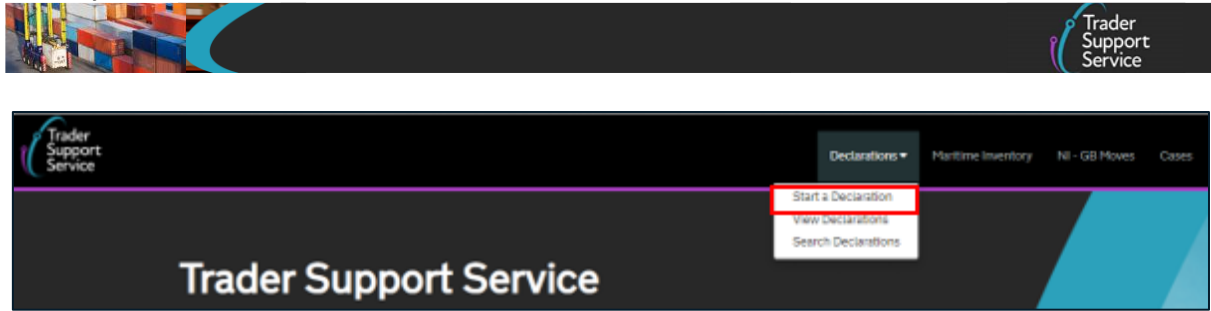 Trader
Support
Service
Trader
Support
Service
Declarations
Maritime Inventory
NI - GB Moves
Cases
Start a Declaration
View Declarations
Search Declarations
Trader Support Service